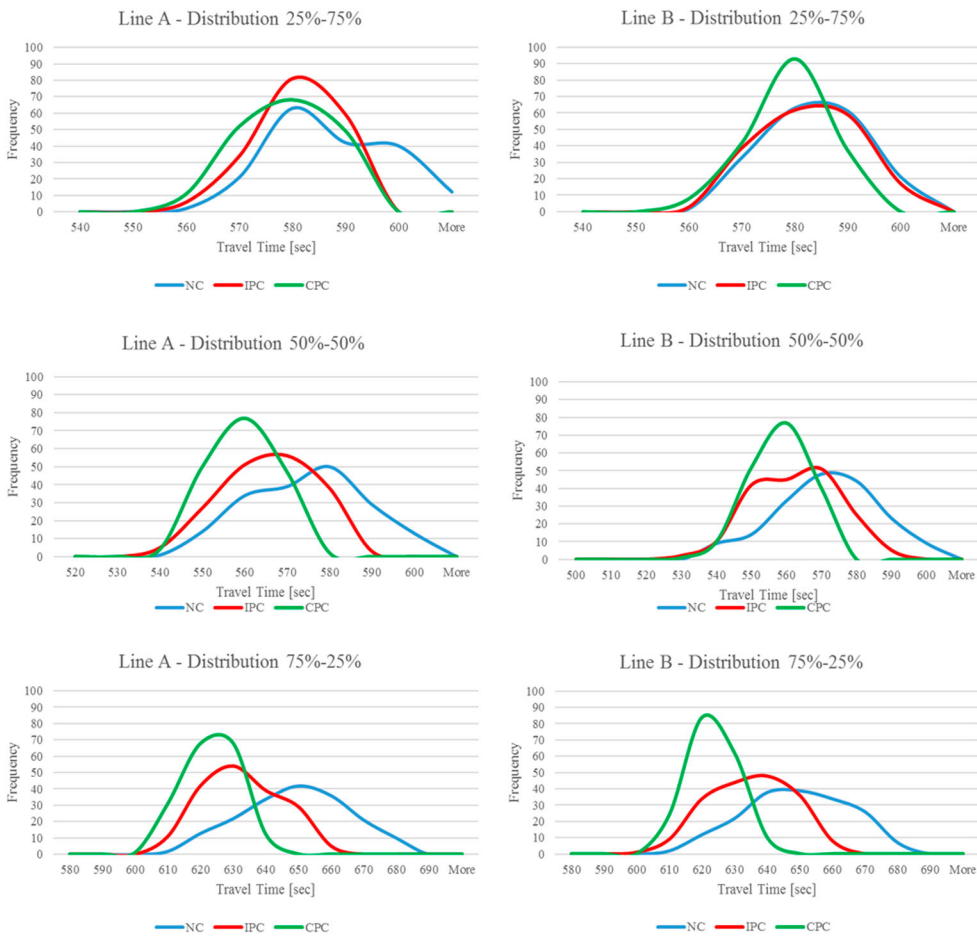 Line A - Distribution 25%-75%
100
90
80
70
60
50
40
30
20
10
0
Frequency
540 550 560 570 580 590 600 More
Travel Time [sec]
NC IPC CPC
Line B - Distribution 25%-75%
100
90
80
70
60
50
40
30
20
10
0
Frequency
540 550 560 570 580 590 600 More
Travel Time [sec]
NC IPC CPC
Line A - Distribution 50%-50%
100
90
80
70
60
50
40
30
20
10
0
Frequency
520 530 540 550 560 570 580 590 600 More
Travel Time [sec]
NC IPC CPC
Line B - Distribution 50%-50%
100
90
80
70
60
50
40
30
20
10
0
Frequency
500 510 520 530 540 550 560 570 580 590 600 More
Travel Time [sec]
NC IPC CPC
Line A - Distribution 75%-25%
100
90
80
70
60
50
40
30
20
10
0
Frequency
580 590 600 610 620 630 640 650 660 670 680 690 More
Travel Time [sec]
NC IPC CPC
Line B - Distribution 75%-25%
100
90
80
70
60
50
40
30
20
10
0
Frequency
580 590 600 610 620 630 640 650 660 670 680 690 More
Travel Time [sec]
NC IPC CPC